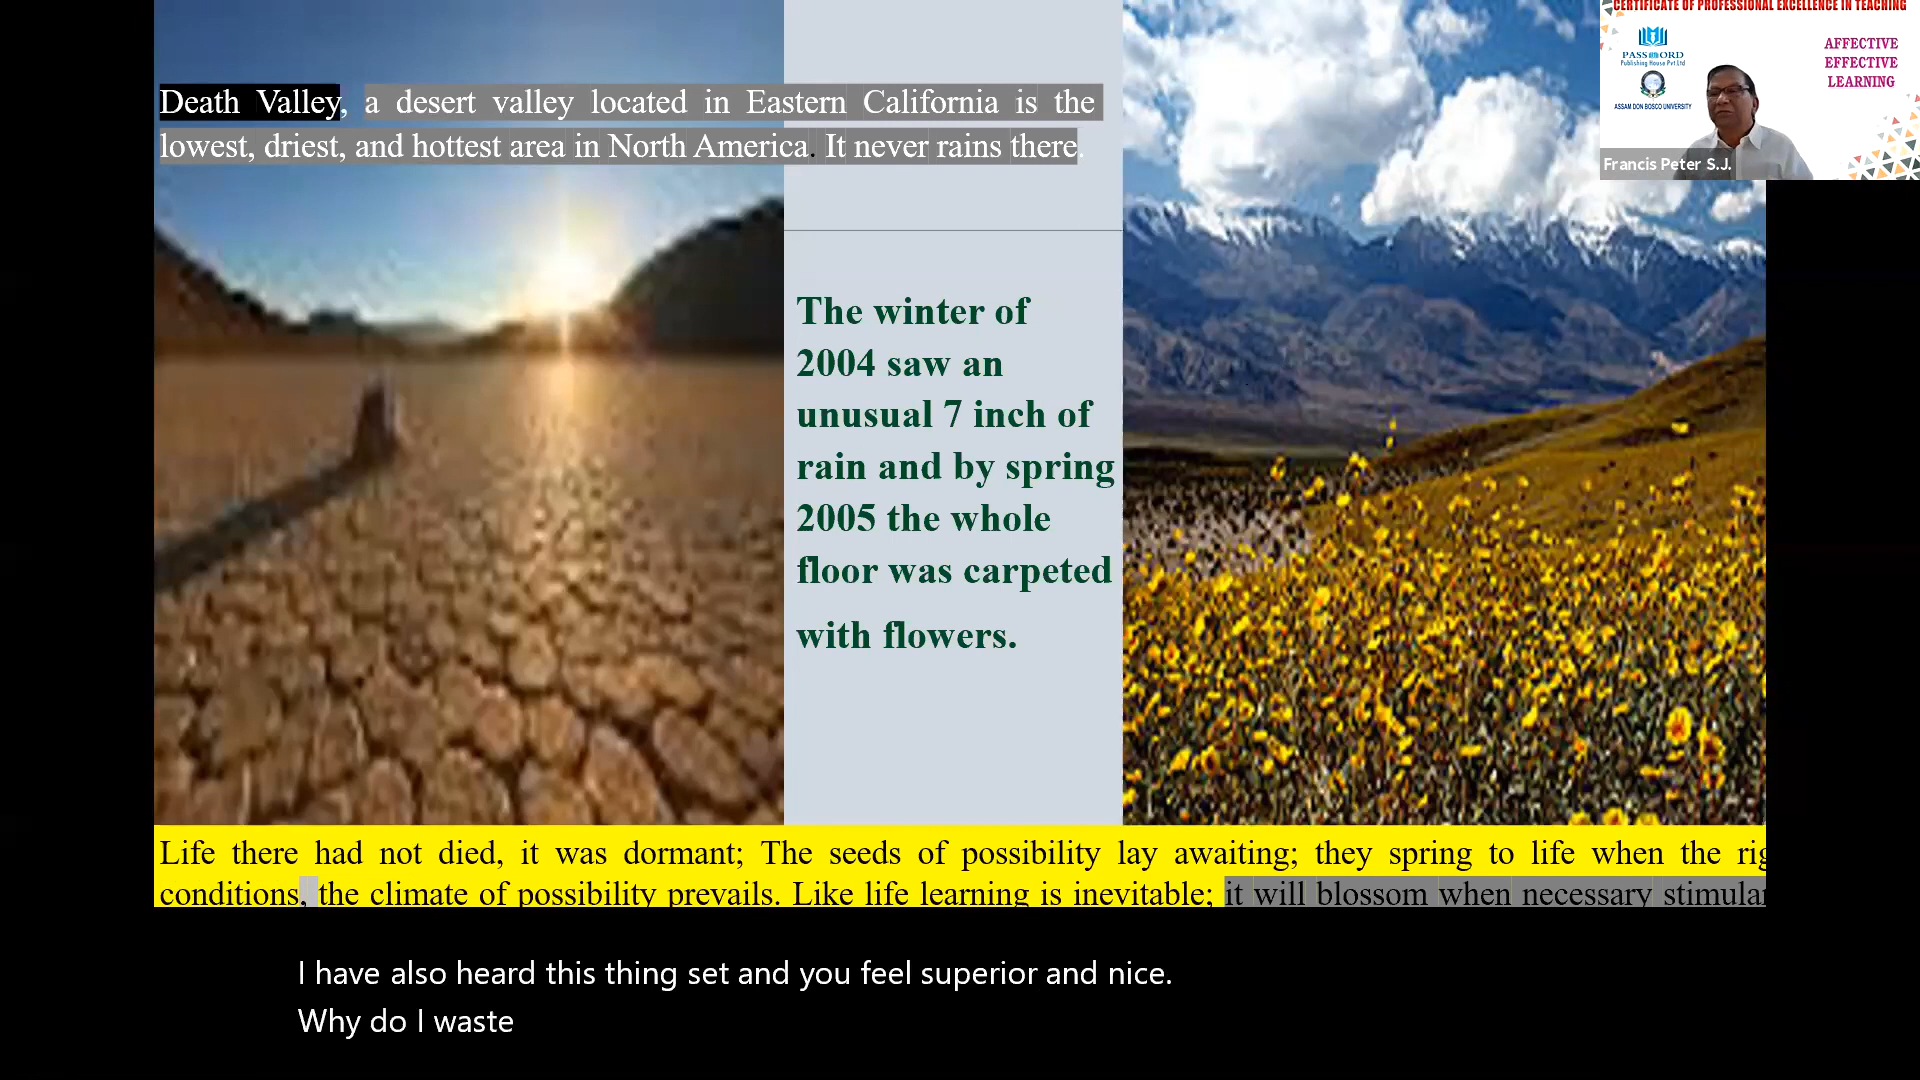 Death Valley, a desert valley located in Eastern California is the
lowest, driest, and hottest area in North America. It never rains there.
The winter of
2004 saw an
unusual 7 inch of
rain and by spring
2005 the whole
floor was carpeted
with flowers.
Life there had not died, it was dormant; The seeds of possibility lay awaiting; they spring to life when the
conditions, the climate of possibility prevails. Like life learning is inevitable; it will blossom when necessary
CERTIFICATE OF PROFESSIONAL EXCELLENCE IN TEACHING
PASSWORD
Publishing House Pvt Ltd
ASSAM DON BOSCO UNIVERSITY
AFFECTIVE
EFFECTIVE
LEARNING
Francis Peter S.J.
I have also heard this thing set and you feel superior and nice.
Why do I waste